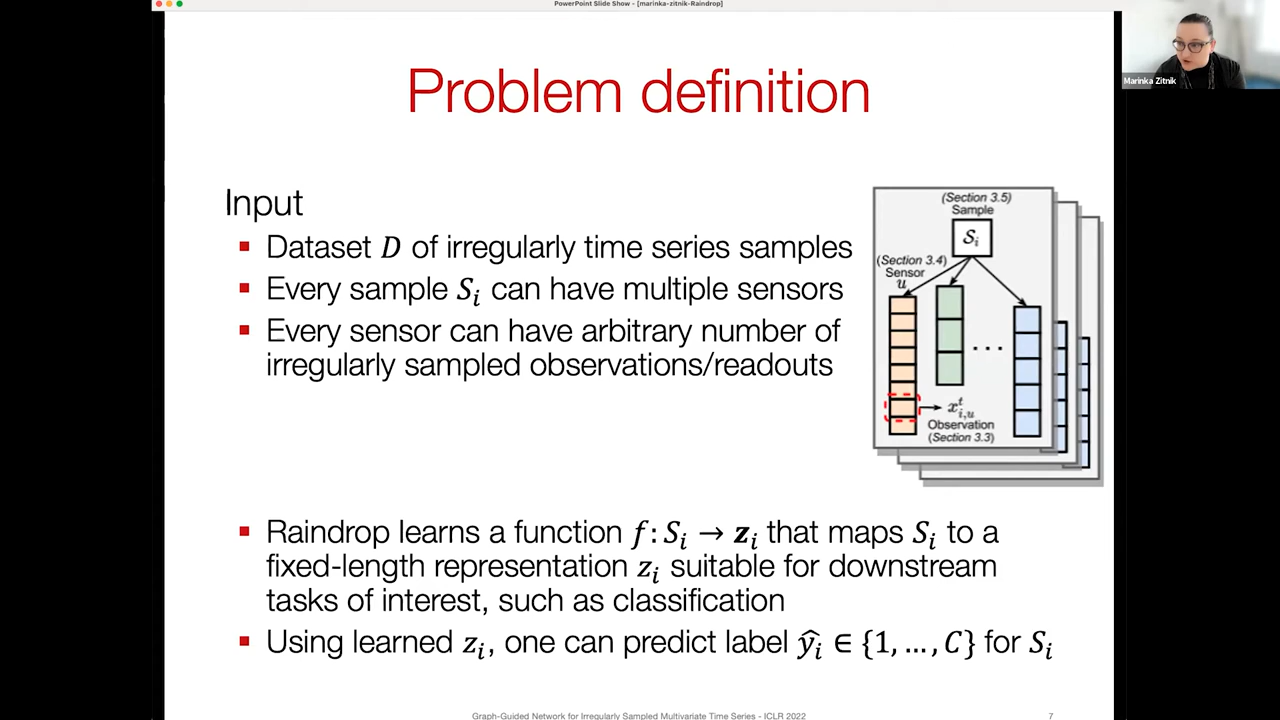 PowerPoint Slide Show - [marinka-zitnik-Raindrop]
Marinka Zitnik
Problem definition
Input
Dataset D of irregularly time series samples
Every sample Sᵢ can have multiple sensors
Every sensor can have arbitrary number of
irregularly sampled observations/readouts
(Section 3.5)
Sample
𝒮ᵢ
(Section 3.4)
Sensor
u
...
xᵗᵢ,ᵤ
Observation
(Section 3.3)
Raindrop learns a function f: Sᵢ → zᵢ that maps Sᵢ to a
fixed-length representation zᵢ suitable for downstream
tasks of interest, such as classification
Using learned zᵢ, one can predict label ŷᵢ ∈ {1, …, C} for Sᵢ
Graph-Guided Network for Irregularly Sampled Multivariate Time Series - ICLR 2022
7